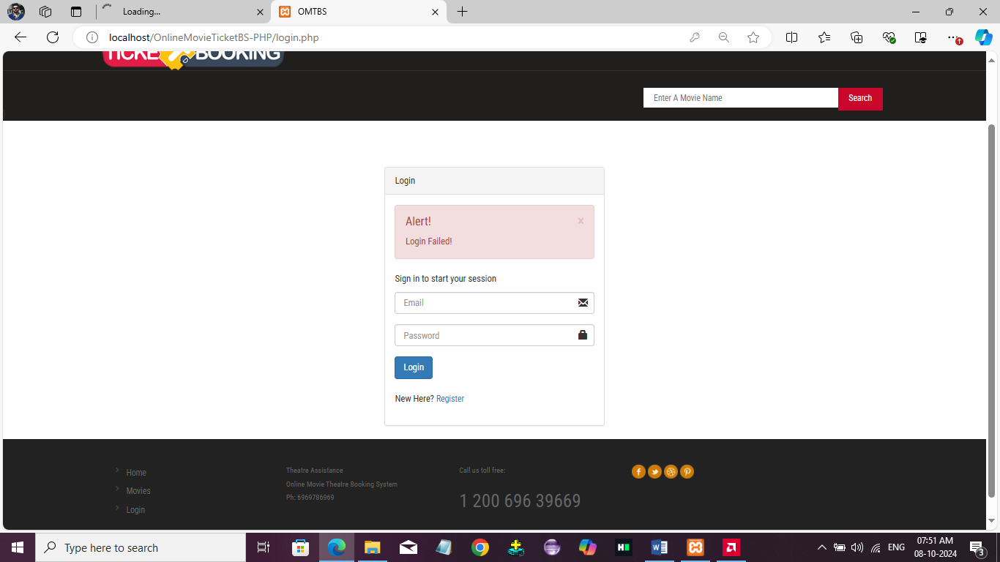 Loading...
OMTBS
localhost/OnlineMovieTicketBS-PHP/login.php
TICKE BOOKING
Enter A Movie Name
Search
Login
Alert!
×
Login Failed!
Sign in to start your session
Email
Password
Login
New Here? Register
Home
Movies
Login
Theatre Assistance
Online Movie Theatre Booking System
Ph: 6969786969
Call us toll free:
1 200 696 39669
Type here to search
ENG
07:51 AM
08-10-2024
3